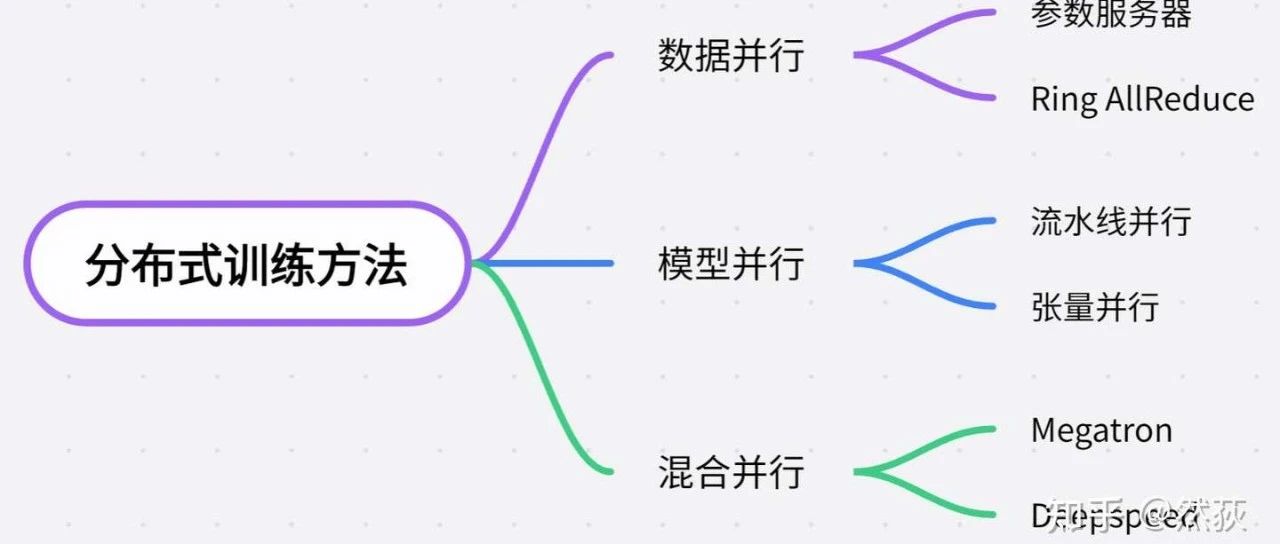 参数服务器
数据并行
Ring AllReduce
流水线并行
分布式训练方法
模型并行
张量并行
Megatron
混合并行
Deepspeed
知乎 @然荻